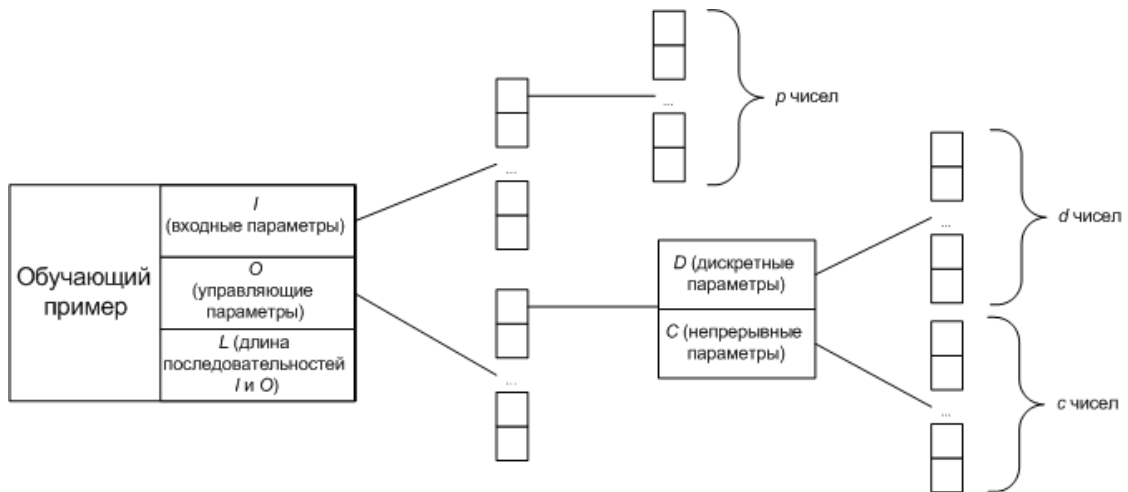 Обучающий
пример
I
(входные параметры)
O
(управляющие
параметры)
L (длина
последовательностей
I и O)
...
...
...
p чисел
D (дискретные
параметры)
C (непрерывные
параметры)
...
d чисел
...
c чисел